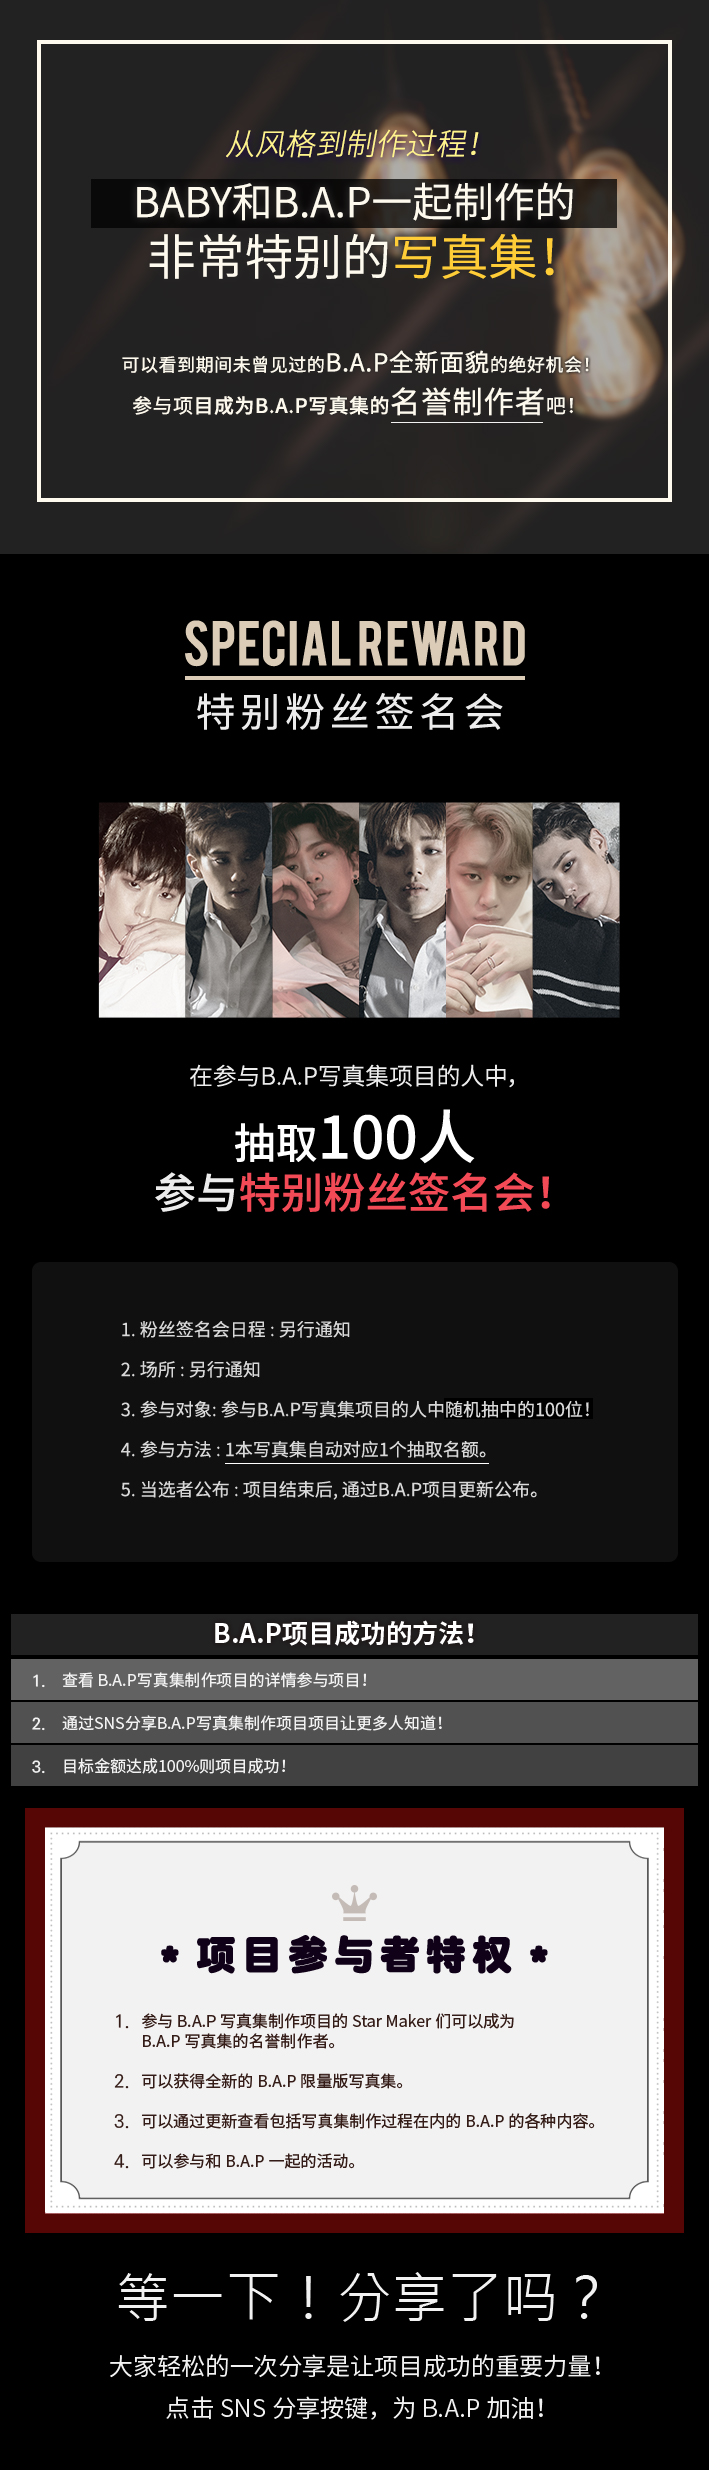 从风格到制作过程!
BABY和B.A.P一起制作的
非常特别的写真集!
可以看到期间未曾见过的B.A.P全新面貌的绝好机会!
参与项目成为B.A.P写真集的名誉制作者吧!
SPECIAL REWARD
特别粉丝签名会
在参与B.A.P写真集项目的人中,
抽取100人
参与特别粉丝签名会!
1. 粉丝签名会日程 : 另行通知
2. 场所 : 另行通知
3. 参与对象: 参与B.A.P写真集项目的人中随机抽中的100位!
4. 参与方法 : 1本写真集自动对应1个抽取名额。
5. 当选者公布 : 项目结束后, 通过B.A.P项目更新公布。
B.A.P项目成功的方法!
1. 查看 B.A.P写真集制作项目的详情参与项目!
2. 通过SNS分享B.A.P写真集制作项目项目让更多人知道!
3. 目标金额达成100%则项目成功!
* 项目参与者特权 *
1. 参与 B.A.P 写真集制作项目的 Star Maker 们可以成为
B.A.P 写真集的名誉制作者。
2. 可以获得全新的 B.A.P 限量版写真集。
3. 可以通过更新查看包括写真集制作过程在内的 B.A.P 的各种内容。
4. 可以参与和 B.A.P 一起的活动。
等一下！分享了吗？
大家轻松的一次分享是让项目成功的重要力量!
点击 SNS 分享按键，为 B.A.P 加油!